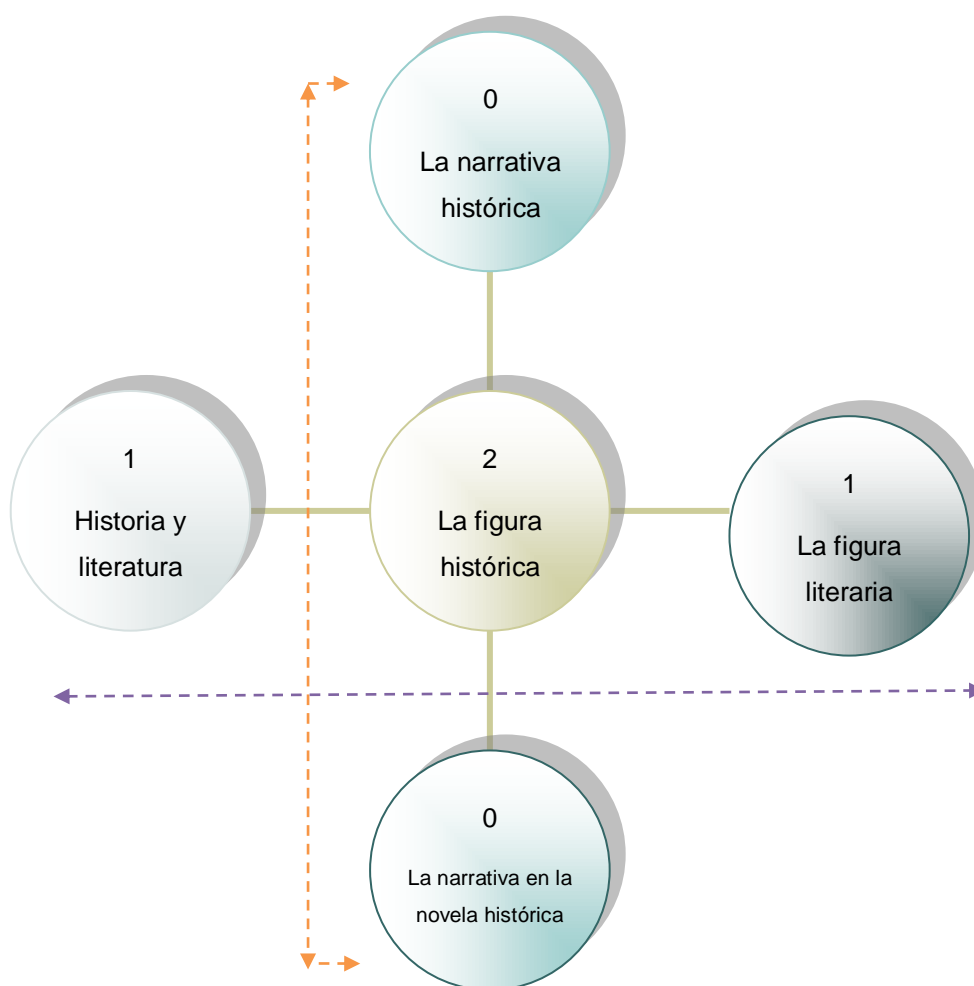 0
La narrativa
histórica
1
Historia y
literatura
2
La figura
histórica
1
La figura
literaria
0
La narrativa en la
novela histórica